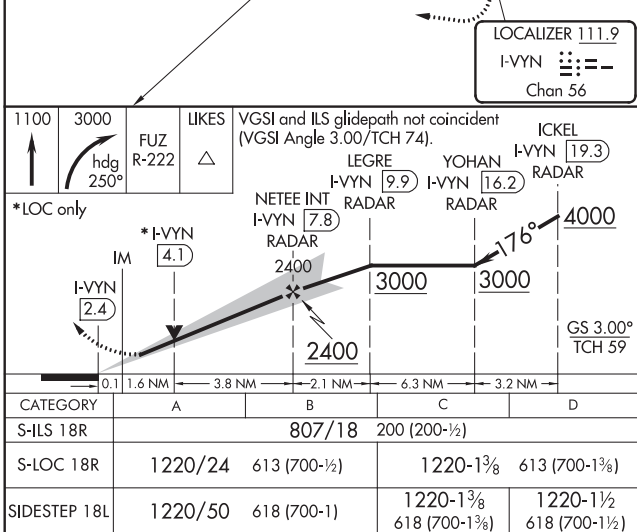 LOCALIZER 111.9
I-VYN
Chan 56
1100
3000
hdg
250°
FUZ
R-222
LIKES
VGSI and ILS glidepath not coincident
(VGSI Angle 3.00/TCH 74).
ICKEL
I-VYN 19.3
RADAR
YOHAN
I-VYN 16.2
RADAR
LEGRE
I-VYN 9.9
RADAR
NETEE INT
I-VYN 7.8
RADAR
*LOC only
*I-VYN
4.1
IM
I-VYN
2.4
2400
2400
3000
3000
176°
4000
GS 3.00°
TCH 59
0.1 1.6 NM 3.8 NM 2.1 NM 6.3 NM 3.2 NM
CATEGORY A B C D
S-ILS 18R 807/18 200 (200-½)
S-LOC 18R 1220/24 613 (700-½) 1220-1⅜ 613 (700-1⅜)
SIDESTEP 18L 1220/50 618 (700-1) 1220-1⅜ 618 (700-1⅜) 1220-1½ 618 (700-1½)